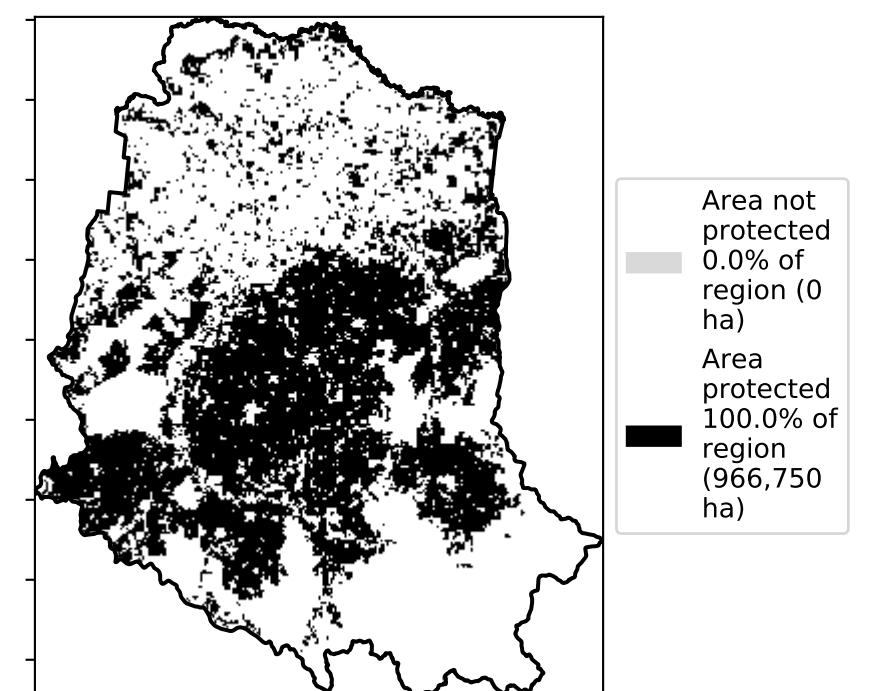 Area not
protected
0.0% of
region (0
ha)
Area
protected
100.0% of
region
(966,750
ha)